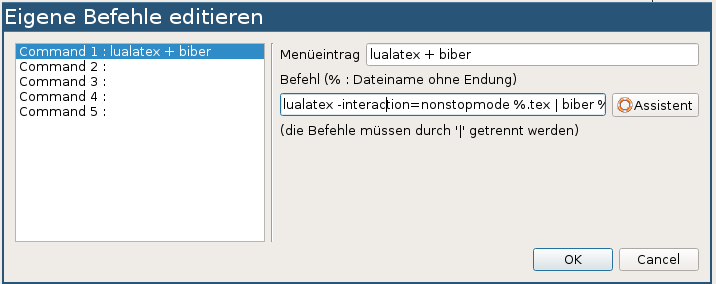 Eigene Befehle editieren
Command 1 : lualatex + biber
Command 2 :
Command 3 :
Command 4 :
Command 5 :
Menüeintrag lualatex + biber
Befehl (% : Dateiname ohne Endung)
lualatex -interaction=nonstopmode %.tex | biber % Assistent
(die Befehle müssen durch '|' getrennt werden)
OK Cancel